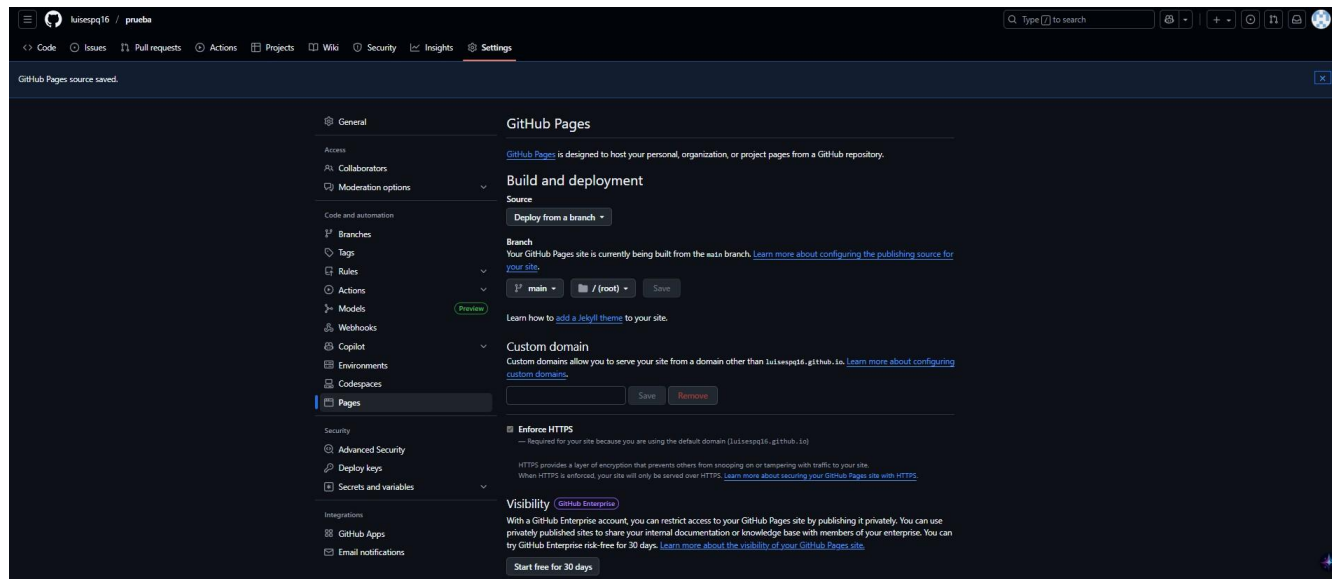 luisespq16 / prueba
Type / to search
Code Issues Pull requests Actions Projects Wiki Security Insights Settings
GitHub Pages source saved.
General
Access
Collaborators
Moderation options
Code and automation
Branches
Tags
Rules
Actions
Models Preview
Webhooks
Copilot
Environments
Codespaces
Pages
Security
Advanced Security
Deploy keys
Secrets and variables
Integrations
GitHub Apps
Email notifications
GitHub Pages
GitHub Pages is designed to host your personal, organization, or project pages from a GitHub repository.
Build and deployment
Source
Deploy from a branch
Branch
Your GitHub Pages site is currently being built from the main branch. Learn more about configuring the publishing source for
your site.
main / (root) Save
Learn how to add a Jekyll theme to your site.
Custom domain
Custom domains allow you to serve your site from a domain other than luisespq16.github.io. Learn more about configuring
custom domains.
Save Remove
Enforce HTTPS
— Required for your site because you are using the default domain (luisespq16.github.io)
HTTPS provides a layer of encryption that prevents others from snooping on or tampering with traffic to your site.
When HTTPS is enforced, your site will only be served over HTTPS. Learn more about securing your GitHub Pages site with HTTPS.
Visibility GitHub Enterprise
With a GitHub Enterprise account, you can restrict access to your GitHub Pages site by publishing it privately. You can use
privately published sites to share your internal documentation or knowledge base with members of your enterprise. You can
try GitHub Enterprise risk-free for 30 days. Learn more about the visibility of your GitHub Pages site.
Start free for 30 days